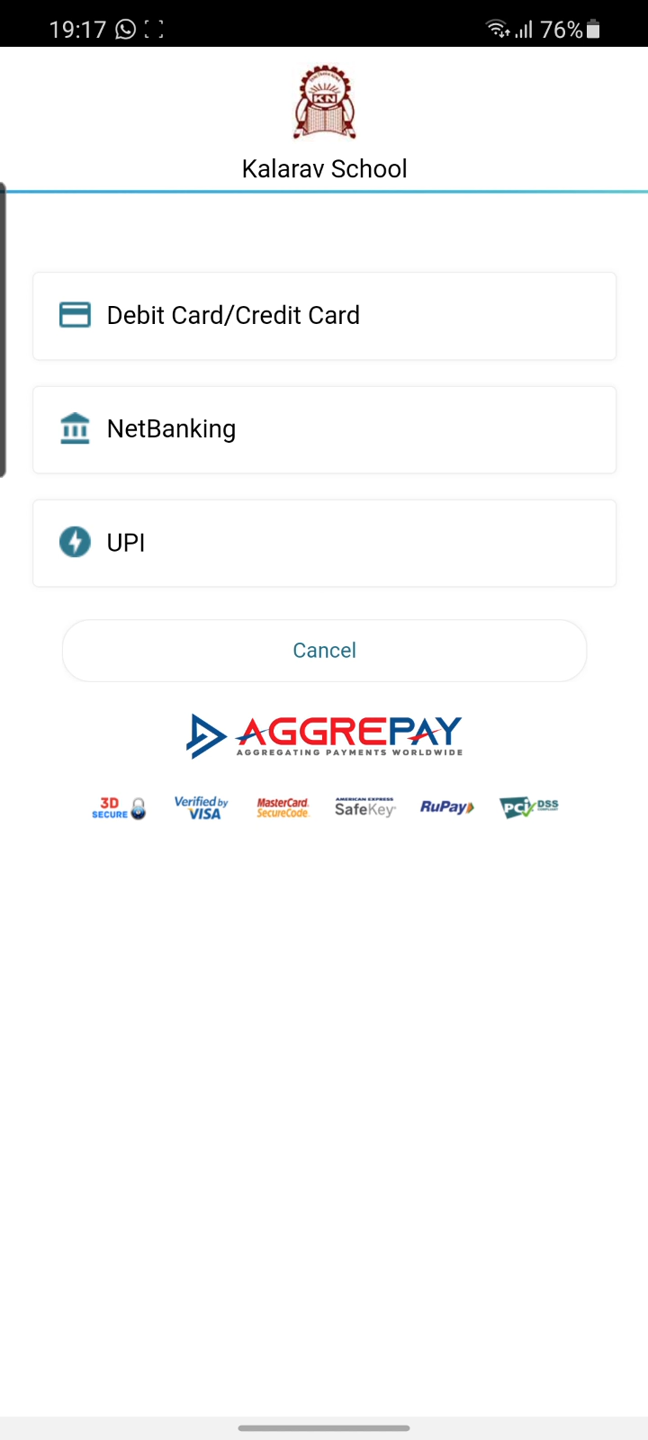 19:17
76%
KN
Kalarav School
Debit Card/Credit Card
NetBanking
UPI
Cancel
AGGREPAY
AGGREGATING PAYMENTS WORLDWIDE
3D SECURE
Verified by VISA
MasterCard. SecureCode.
AMERICAN EXPRESS SafeKey
RuPay
PCI DSS